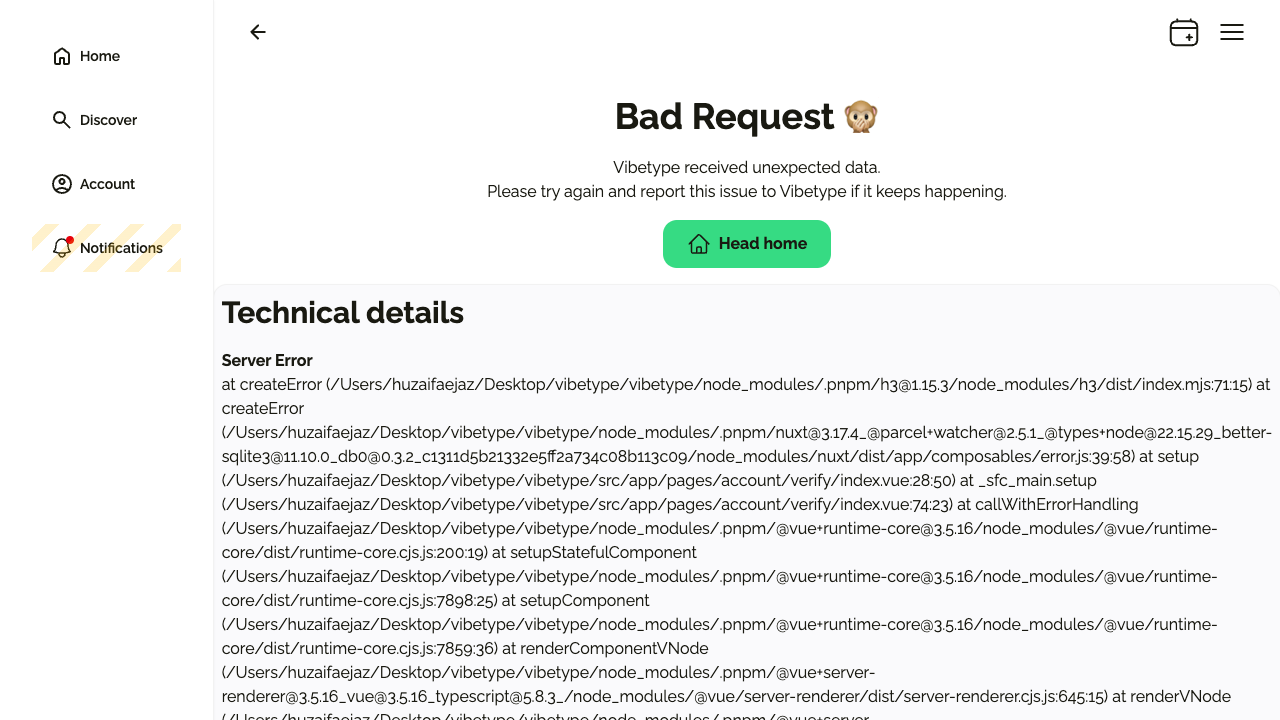 Home
Discover
Account
Notifications
Bad Request 🙊
Vibetype received unexpected data.
Please try again and report this issue to Vibetype if it keeps happening.
Head home
Technical details
Server Error
at createError (/Users/huzaifaejaz/Desktop/vibetype/vibetype/node_modules/.pnpm/h3@1.15.3/node_modules/h3/dist/index.mjs:71:15) at
createError
(/Users/huzaifaejaz/Desktop/vibetype/vibetype/node_modules/.pnpm/nuxt@3.17.4_@parcel+watcher@2.5.1_@types+node@22.15.29_better-
sqlite3@11.10.0_db0@0.3.2_c1311d5b21332e5ff2a734c08b113c09/node_modules/nuxt/dist/app/composables/error.js:39:58) at setup
(/Users/huzaifaejaz/Desktop/vibetype/vibetype/src/app/pages/account/verify/index.vue:28:50) at _sfc_main.setup
(/Users/huzaifaejaz/Desktop/vibetype/vibetype/src/app/pages/account/verify/index.vue:74:23) at callWithErrorHandling
(/Users/huzaifaejaz/Desktop/vibetype/vibetype/node_modules/.pnpm/@vue+runtime-core@3.5.16/node_modules/@vue/runtime-
core/dist/runtime-core.cjs.js:200:19) at setupStatefulComponent
(/Users/huzaifaejaz/Desktop/vibetype/vibetype/node_modules/.pnpm/@vue+runtime-core@3.5.16/node_modules/@vue/runtime-
core/dist/runtime-core.cjs.js:7898:25) at setupComponent
(/Users/huzaifaejaz/Desktop/vibetype/vibetype/node_modules/.pnpm/@vue+runtime-core@3.5.16/node_modules/@vue/runtime-
core/dist/runtime-core.cjs.js:7859:36) at renderComponentVNode
(/Users/huzaifaejaz/Desktop/vibetype/vibetype/node_modules/.pnpm/@vue+server-
renderer@3.5.16_vue@3.5.16_typescript@5.8.3_/node_modules/@vue/server-renderer/dist/server-renderer.cjs.js:645:15) at renderVNode
(/Users/huzaifaejaz/Desktop/vibetype/vibetype/node_modules/.pnpm/@vue+server-